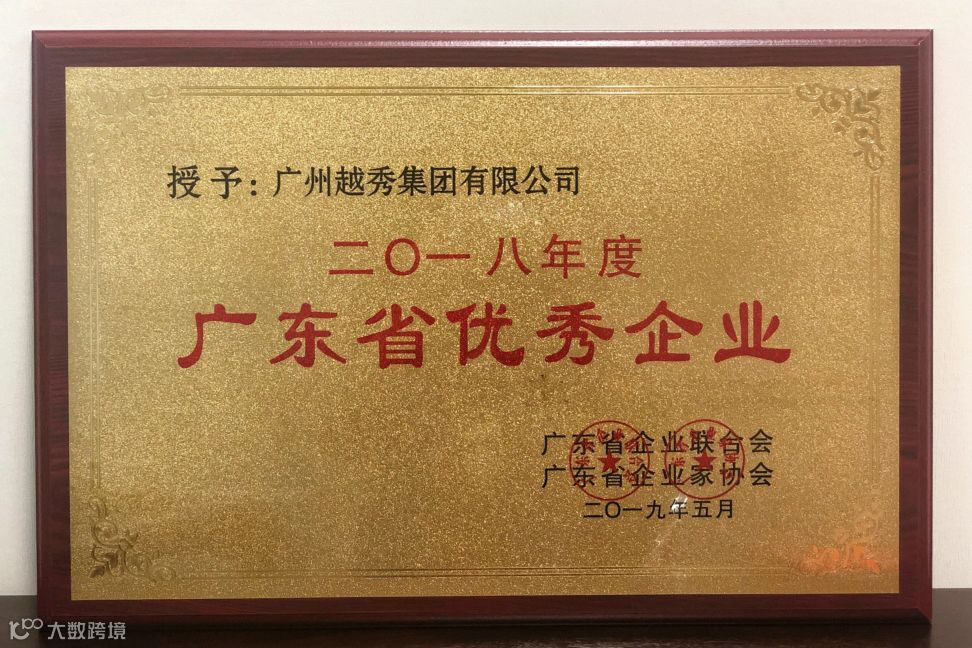 授予：广州越秀集团有限公司
二〇一八年度
广东省优秀企业
广东省企业联合会
广东省企业家协会
二〇一九年五月
大数跨境